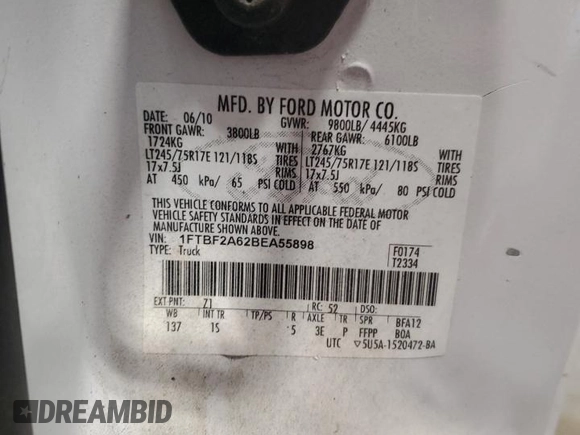 MFD. BY FORD MOTOR CO.
DATE: 06/10 GVWR: 9800LB/ 4445KG
FRONT GAWR: 3800LB REAR GAWR: 6100LB
1724KG WITH 2767KG WITH
LT245/75R17E 121/118S TIRES LT245/75R17E 121/118S TIRES
17x7.5J RIMS 17x7.5J RIMS
AT 450 kPa/ 65 PSI COLD AT 550 kPa/ 80 PSI COLD
THIS VEHICLE CONFORMS TO ALL APPLICABLE FEDERAL MOTOR
VEHICLE SAFETY STANDARDS IN EFFECT ON THE DATE OF
MANUFACTURE SHOWN ABOVE.
VIN: 1FTBF2A62BEA55898 F0174
TYPE: Truck T2334
EXT PNT: Z1 RC: 52 DSO:
WB INT TR TP/PS R AXLE TR SPR BFA12
137 1S 5 3E P FFPP BOA
UTC ▽5U5A-1520472-BA
DREAMBID